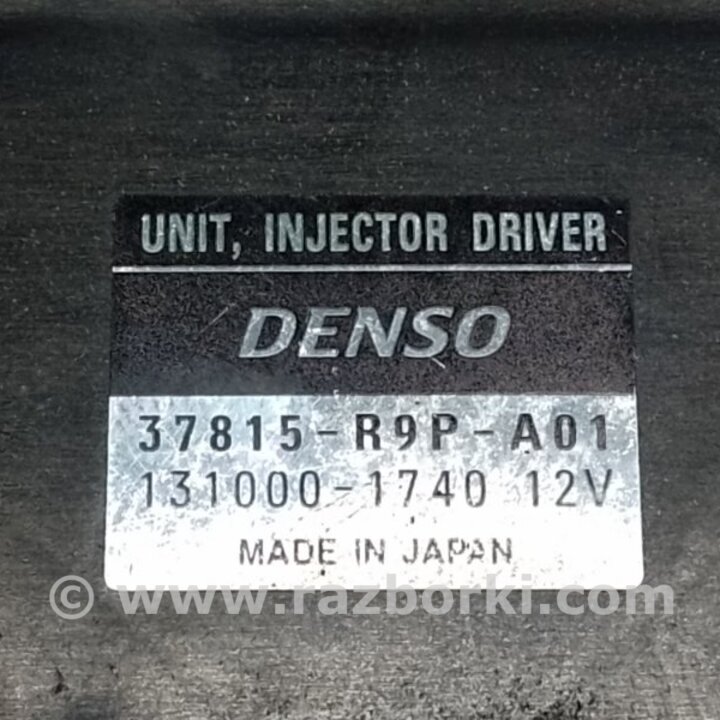 UNIT, INJECTOR DRIVER
DENSO
37815-R9P-A01
131000-1740 12V
MADE IN JAPAN
© www.razborki.com